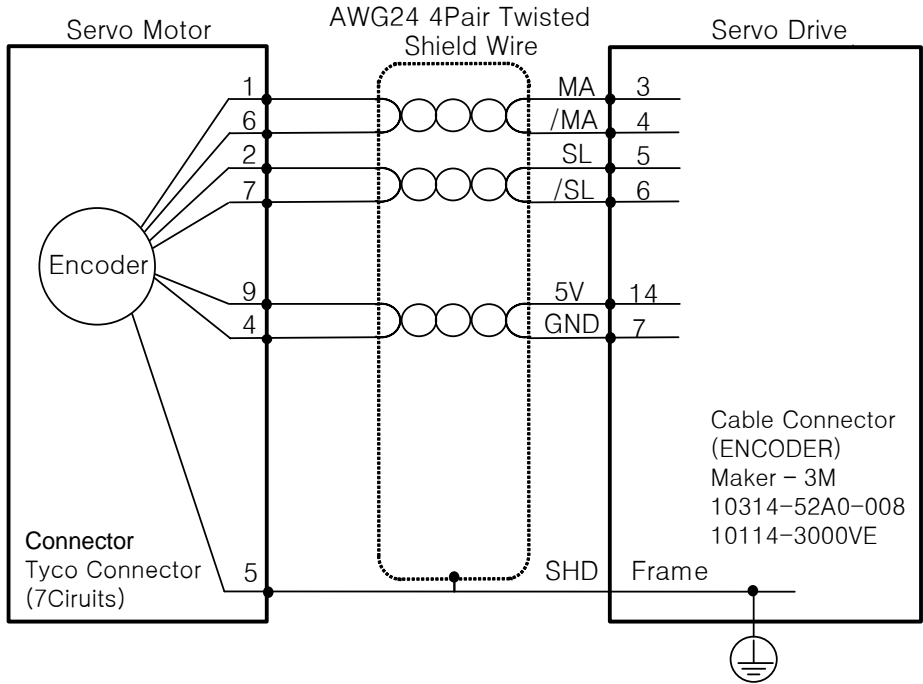 AWG24 4Pair Twisted
Shield Wire
Servo Motor
Servo Drive
1 MA 3
6 /MA 4
2 SL 5
7 /SL 6
Encoder
9 5V 14
4 GND 7
Cable Connector
(ENCODER)
Maker – 3M
10314-52A0-008
10114-3000VE
Connector
Tyco Connector
(7Ciruits)
5 SHD Frame